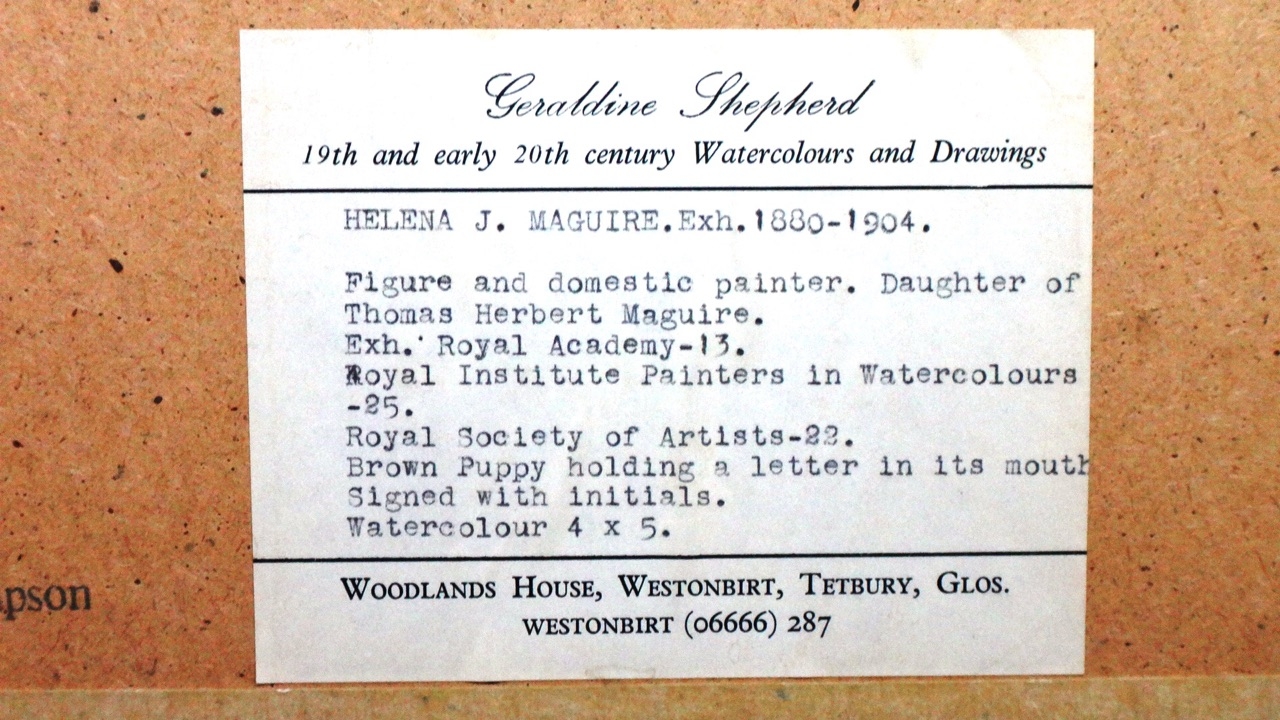 Geraldine Shepherd
19th and early 20th century Watercolours and Drawings
HELENA J. MAGUIRE.Exh.1880-1904.
Figure and domestic painter. Daughter of
Thomas Herbert Maguire.
Exh. Royal Academy-13.
Royal Institute Painters in Watercolours
-25.
Royal Society of Artists-22.
Brown Puppy holding a letter in its mouth
Signed with initials.
Watercolour 4 x 5.
WOODLANDS HOUSE, WESTONBIRT, TETBURY, GLOS.
WESTONBIRT (06666) 287
pson